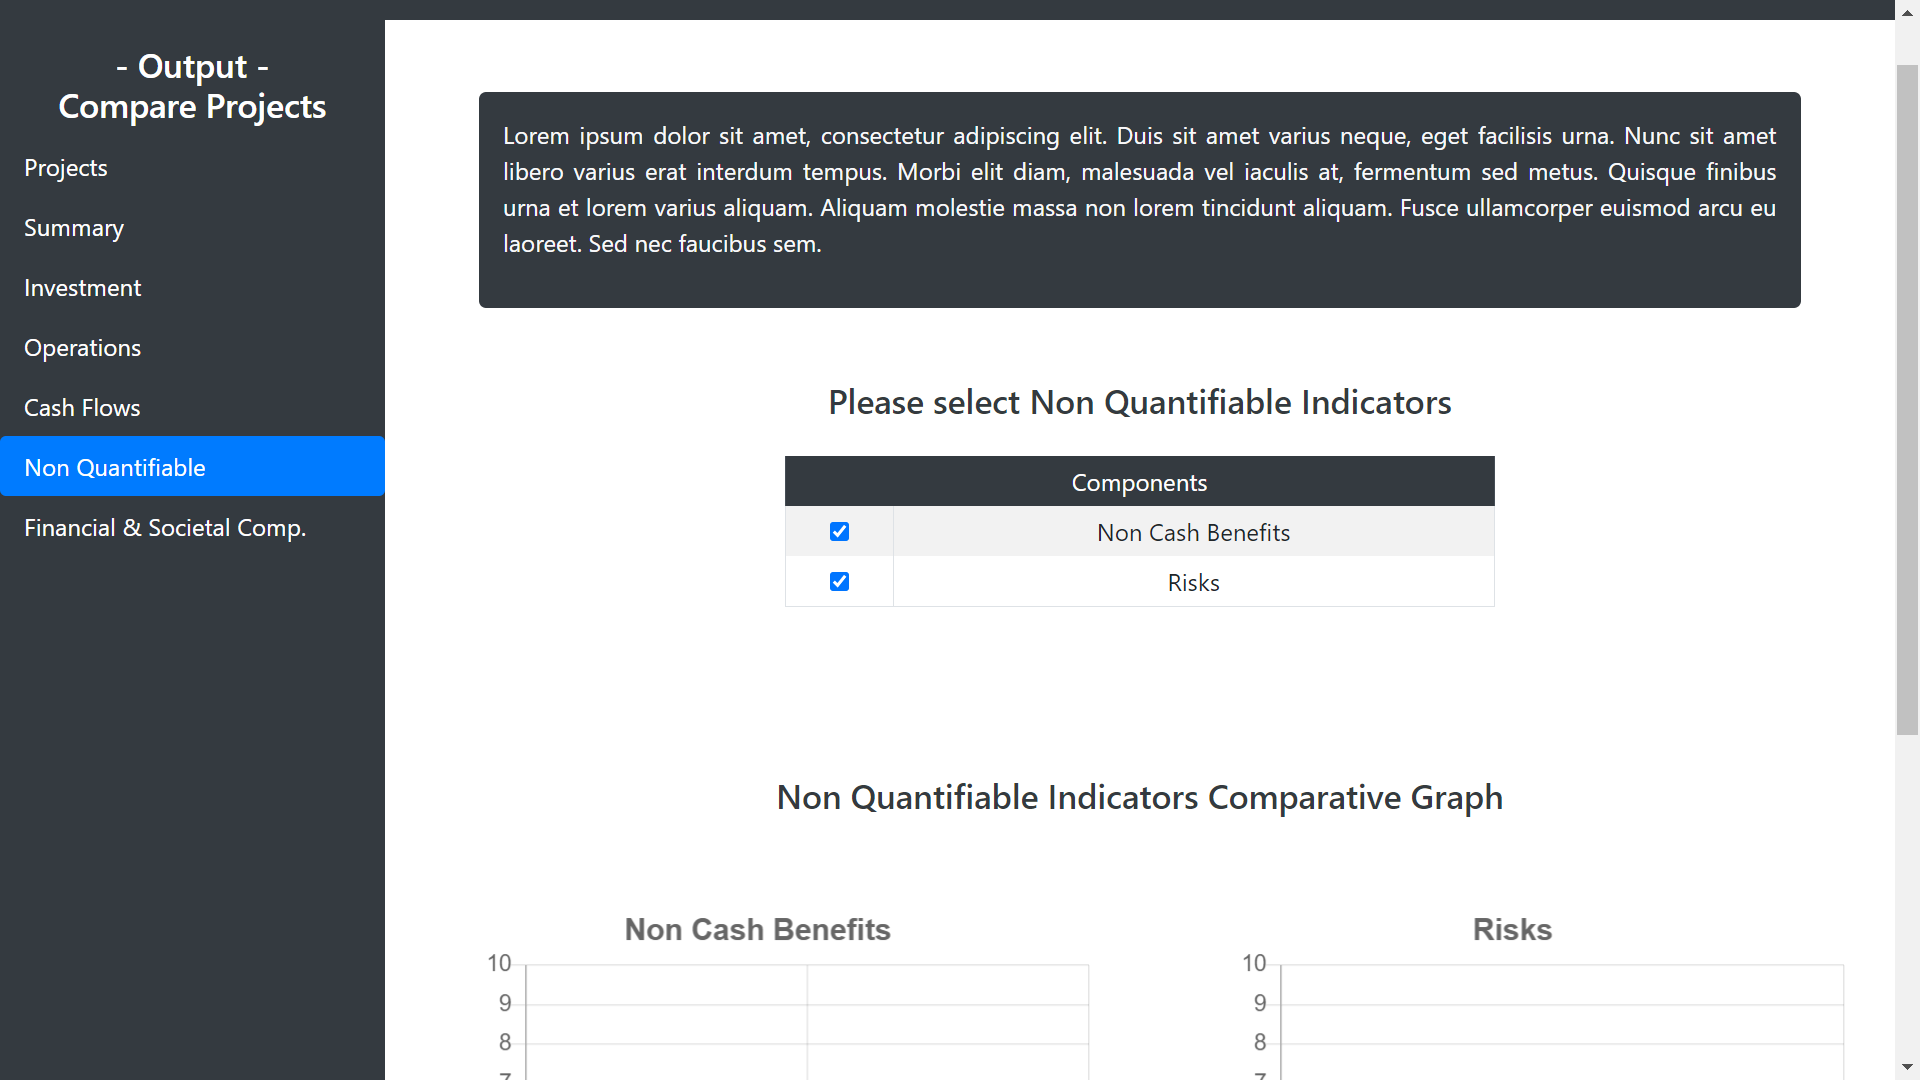 - Output -
Compare Projects
Projects
Summary
Investment
Operations
Cash Flows
Non Quantifiable
Financial & Societal Comp.
Lorem ipsum dolor sit amet, consectetur adipiscing elit. Duis sit amet varius neque, eget facilisis urna. Nunc sit amet
libero varius erat interdum tempus. Morbi elit diam, malesuada vel iaculis at, fermentum sed metus. Quisque finibus
urna et lorem varius aliquam. Aliquam molestie massa non lorem tincidunt aliquam. Fusce ullamcorper euismod arcu eu
laoreet. Sed nec faucibus sem.
Please select Non Quantifiable Indicators
Components
Non Cash Benefits
Risks
Non Quantifiable Indicators Comparative Graph
Non Cash Benefits
10
9
8
7
Risks
10
9
8
7